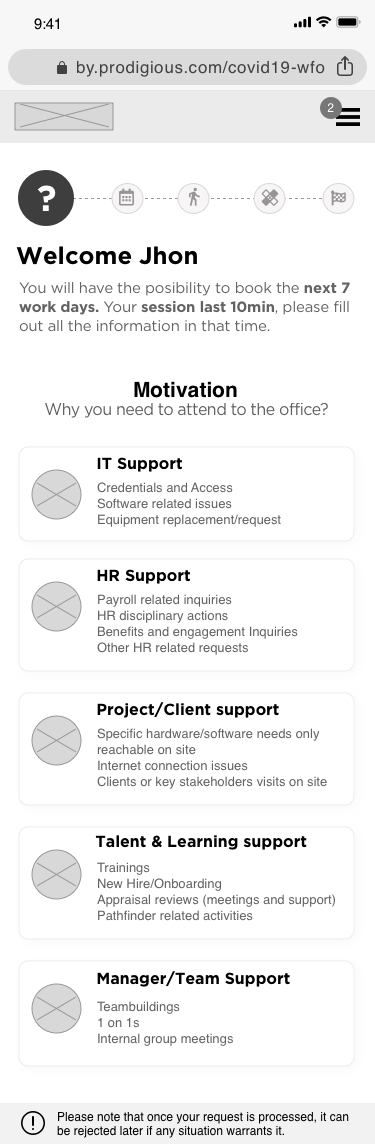 9:41
by.prodigious.com/covid19-wfo
2
?
Welcome Jhon
You will have the posibility to book the next 7
work days. Your session last 10min, please fill
out all the information in that time.
Motivation
Why you need to attend to the office?
IT Support
Credentials and Access
Software related issues
Equipment replacement/request
HR Support
Payroll related inquiries
HR disciplinary actions
Benefits and engagement Inquiries
Other HR related requests
Project/Client support
Specific hardware/software needs only
reachable on site
Internet connection issues
Clients or key stakeholders visits on site
Talent & Learning support
Trainings
New Hire/Onboarding
Appraisal reviews (meetings and support)
Pathfinder related activities
Manager/Team Support
Teambuildings
1 on 1s
Internal group meetings
Please note that once your request is processed, it can
be rejected later if any situation warrants it.